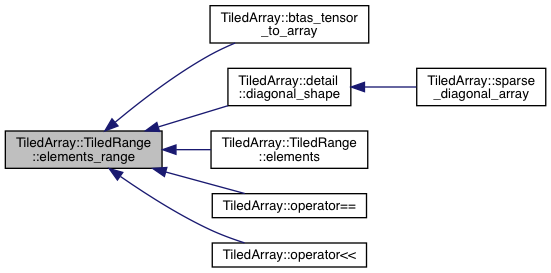 TiledArray::btas_tensor
_to_array
TiledArray::detail
::diagonal_shape
TiledArray::sparse
_diagonal_array
TiledArray::TiledRange
::elements_range
TiledArray::TiledRange
::elements
TiledArray::operator==
TiledArray::operator<<